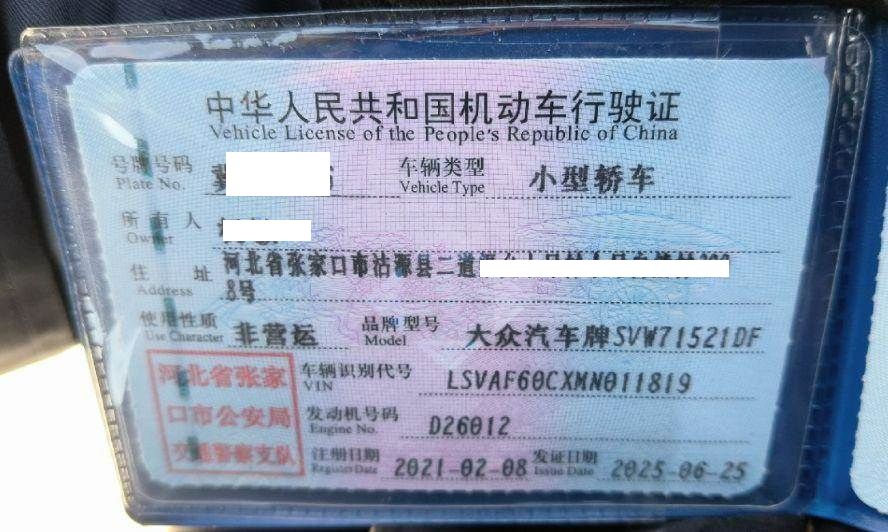 中华人民共和国机动车行驶证
Vehicle License of the People's Republic of China
号牌号码 冀 车辆类型 小型轿车
Plate No. Vehicle Type
所有人
Owner
住址 河北省张家口市沽源县二道
Address 8号
使用性质 非营运 品牌型号 大众汽车牌SVW71521DF
Use Character Model
河北省张家 车辆识别代号 LSVAF60CXMN011819
VIN
口市公安局 发动机号码 D26012
Engine No.
交通警察支队 注册日期 2021-02-08 发证日期 2025-06-25
Register Date Issue Date